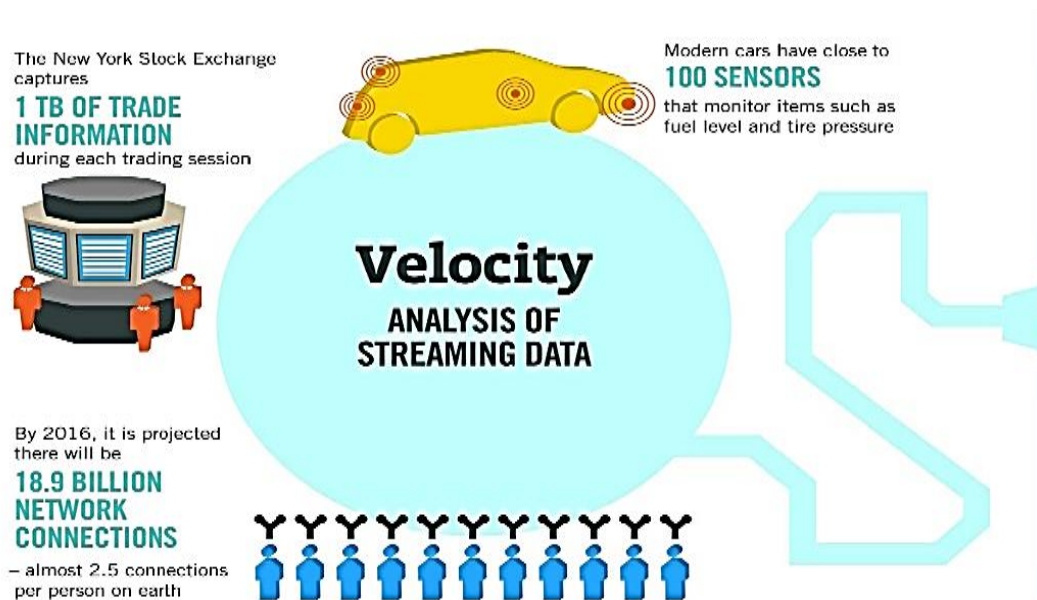 The New York Stock Exchange
captures
1 TB OF TRADE
INFORMATION
during each trading session
Modern cars have close to
100 SENSORS
that monitor items such as
fuel level and tire pressure
Velocity
ANALYSIS OF
STREAMING DATA
By 2016, it is projected
there will be
18.9 BILLION
NETWORK
CONNECTIONS
– almost 2.5 connections
per person on earth